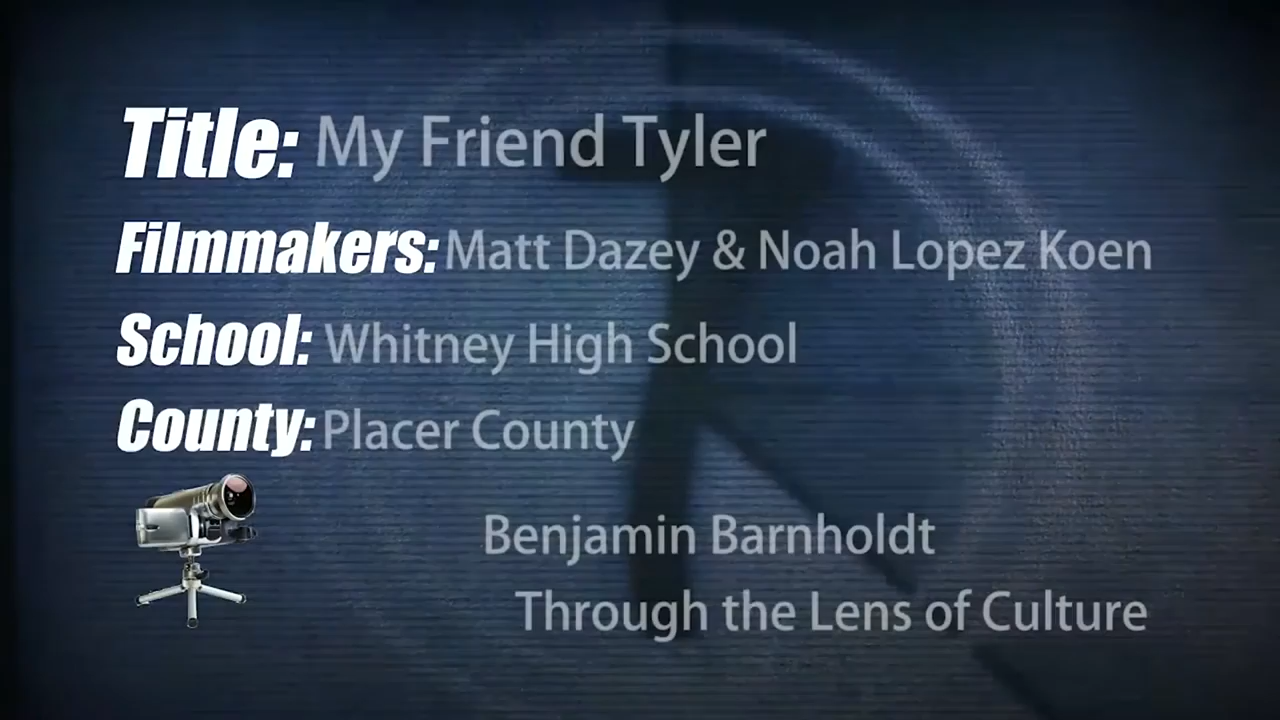 Title: My Friend Tyler
Filmmakers: Matt Dazey & Noah Lopez Koen
School: Whitney High School
County: Placer County
Benjamin Barnholdt
Through the Lens of Culture